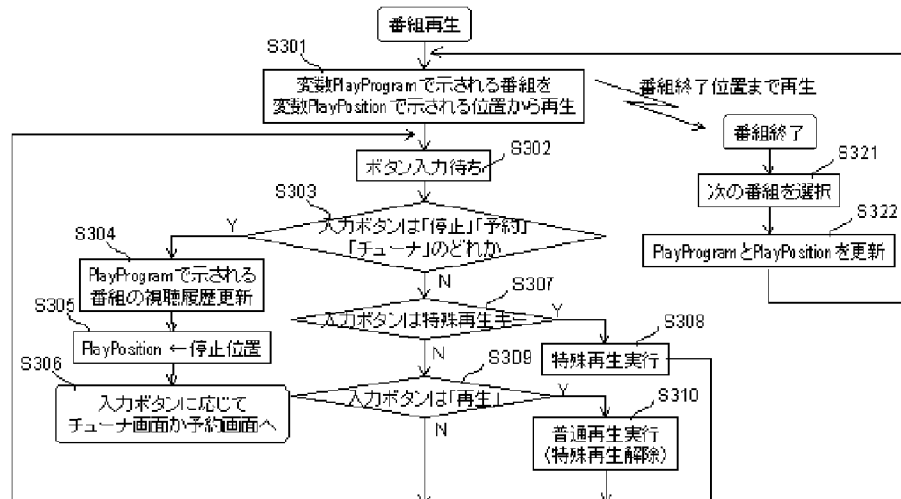 番組再生
S301
変数PlayProgramで示される番組を
変数PlayPositionで示される位置から再生
番組終了位置まで再生
番組終了
S302
ボタン入力待ち
S321
次の番組を選択
S303
Y
入力ボタンは「停止」「予約」
「チューナ」のどれか
N
S322
PlayProgramとPlayPositionを更新
S304
PlayProgramで示される
番組の視聴履歴更新
S305
PlayPosition ←停止位置
S306
入力ボタンに応じて
チューナ画面か予約画面へ
S307
入力ボタンは特殊再生キー
Y
N
S308
特殊再生実行
S309
入力ボタンは「再生」
Y
N
S310
普通再生実行
(特殊再生解除)